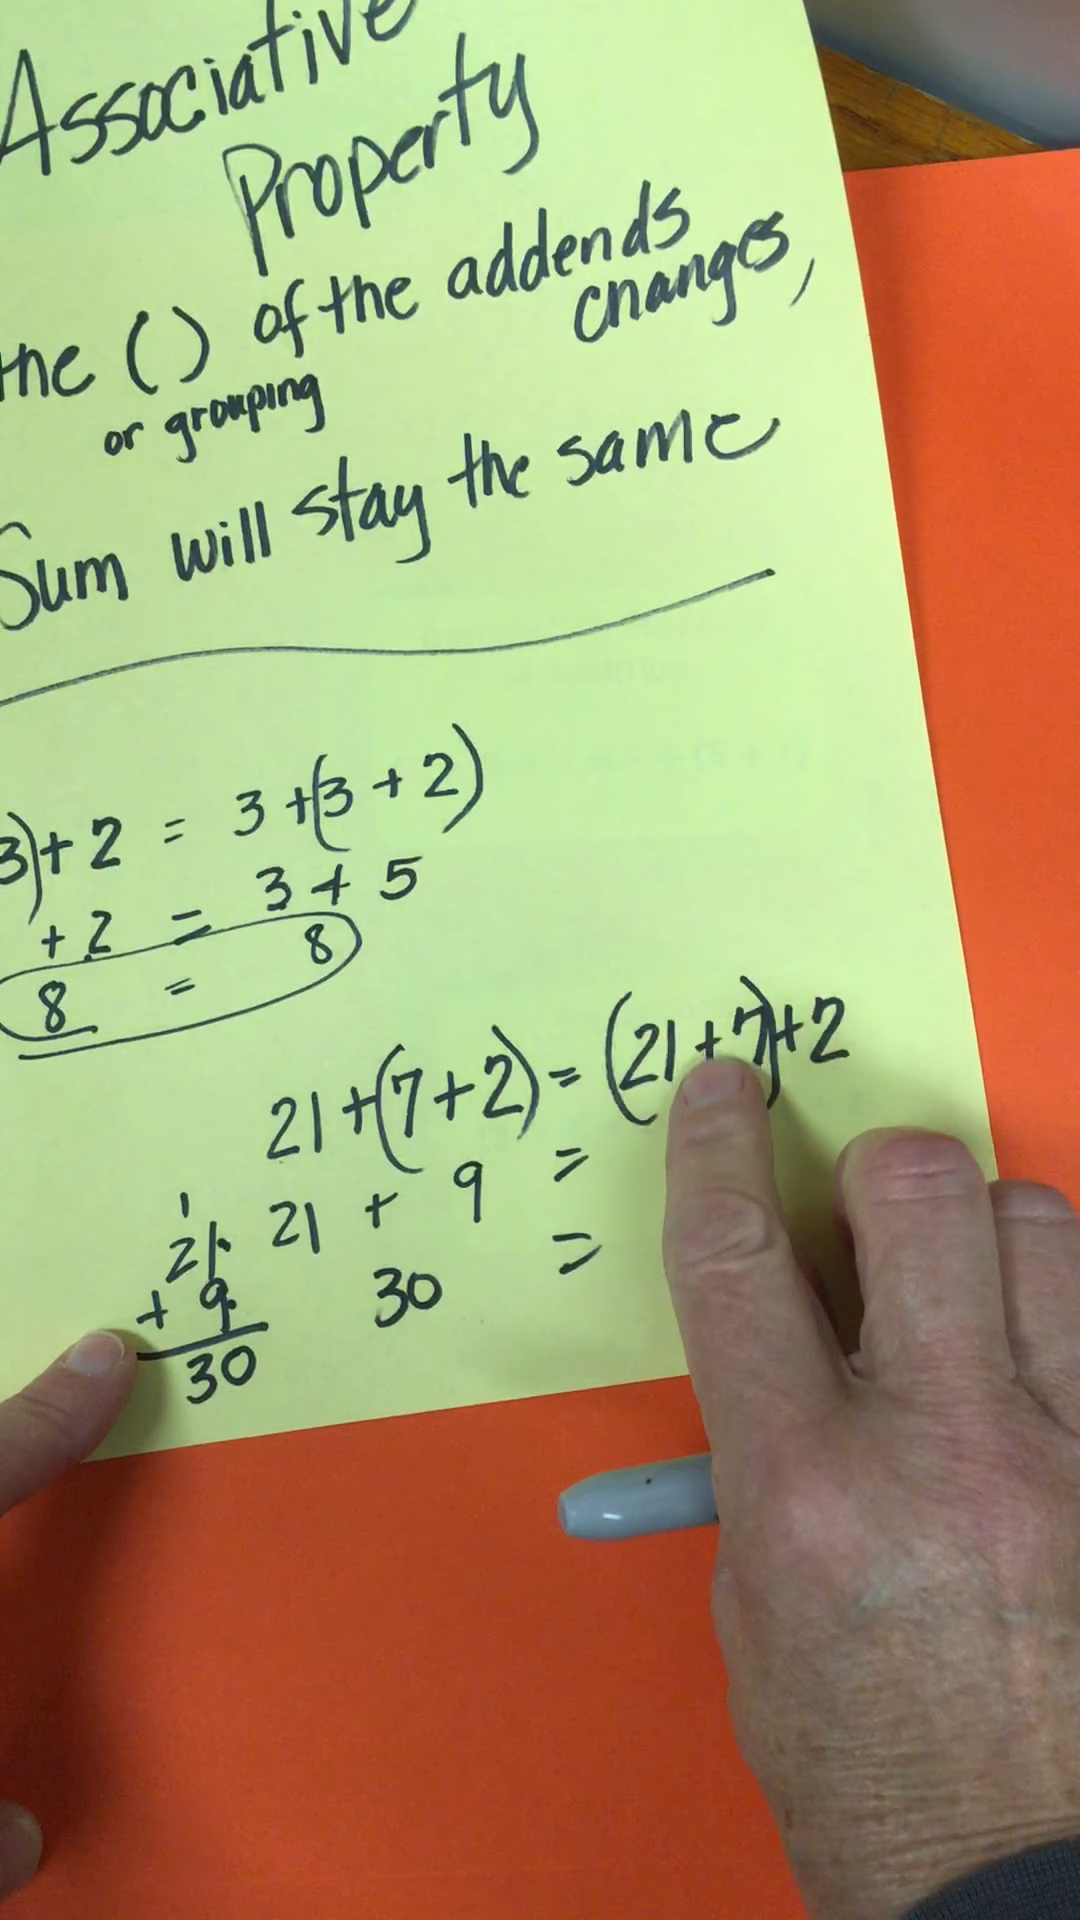 Associative
Property
the ( ) of the addends
changes,
or grouping
Sum will stay the same
3)+ 2 = 3 +(3 + 2)
+ 2 = 3 + 5
8 = 8
21 +(7 + 2) = (21 + 7)+2
21 + 9 =
30 =
1
21
+ 9
30